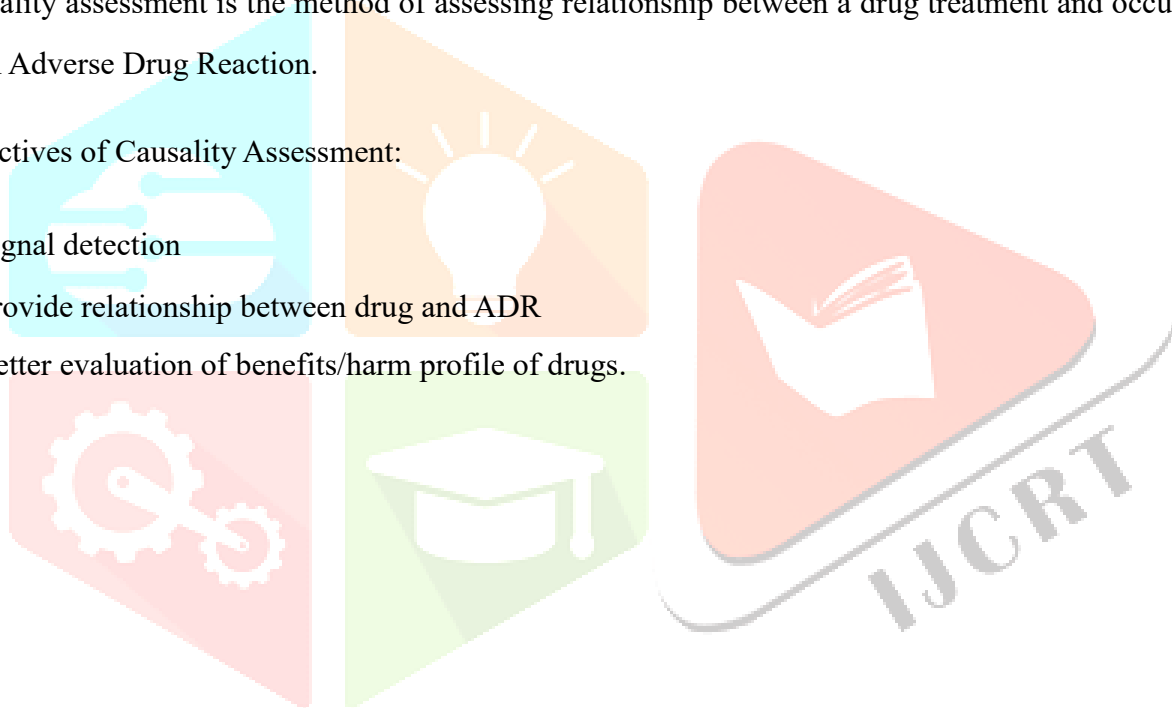 ality assessment is the method of assessing relationship between a drug treatment and occu
Adverse Drug Reaction.
ctives of Causality Assessment:
gnal detection
rovide relationship between drug and ADR
etter evaluation of benefits/harm profile of drugs.
IJCRT